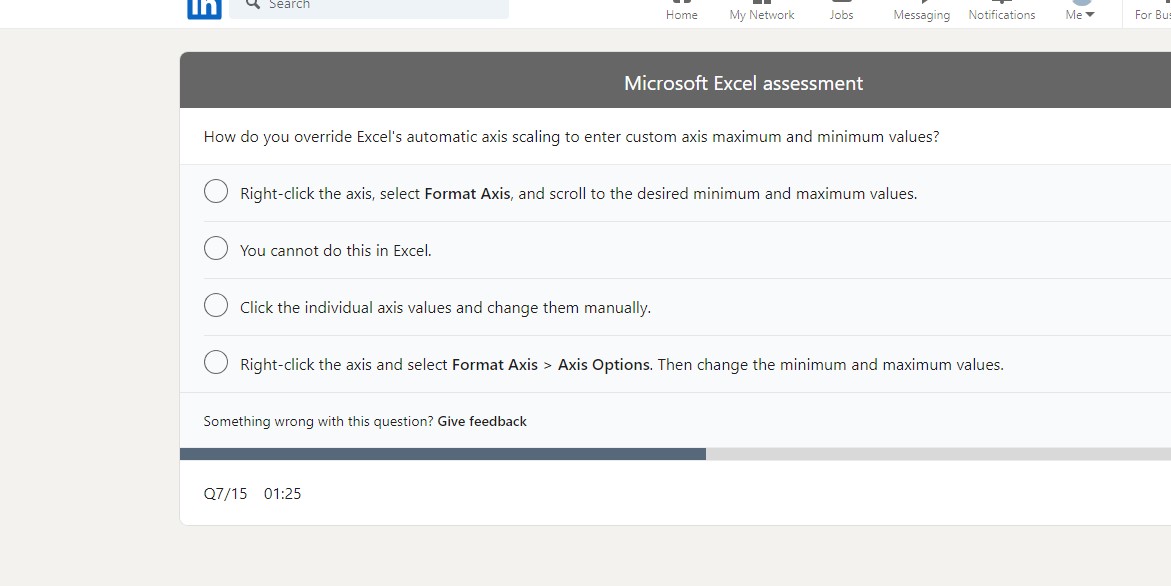 in
Search
Home My Network Jobs Messaging Notifications Me For Bus
Microsoft Excel assessment
How do you override Excel's automatic axis scaling to enter custom axis maximum and minimum values?
Right-click the axis, select Format Axis, and scroll to the desired minimum and maximum values.
You cannot do this in Excel.
Click the individual axis values and change them manually.
Right-click the axis and select Format Axis > Axis Options. Then change the minimum and maximum values.
Something wrong with this question? Give feedback
Q7/15 01:25